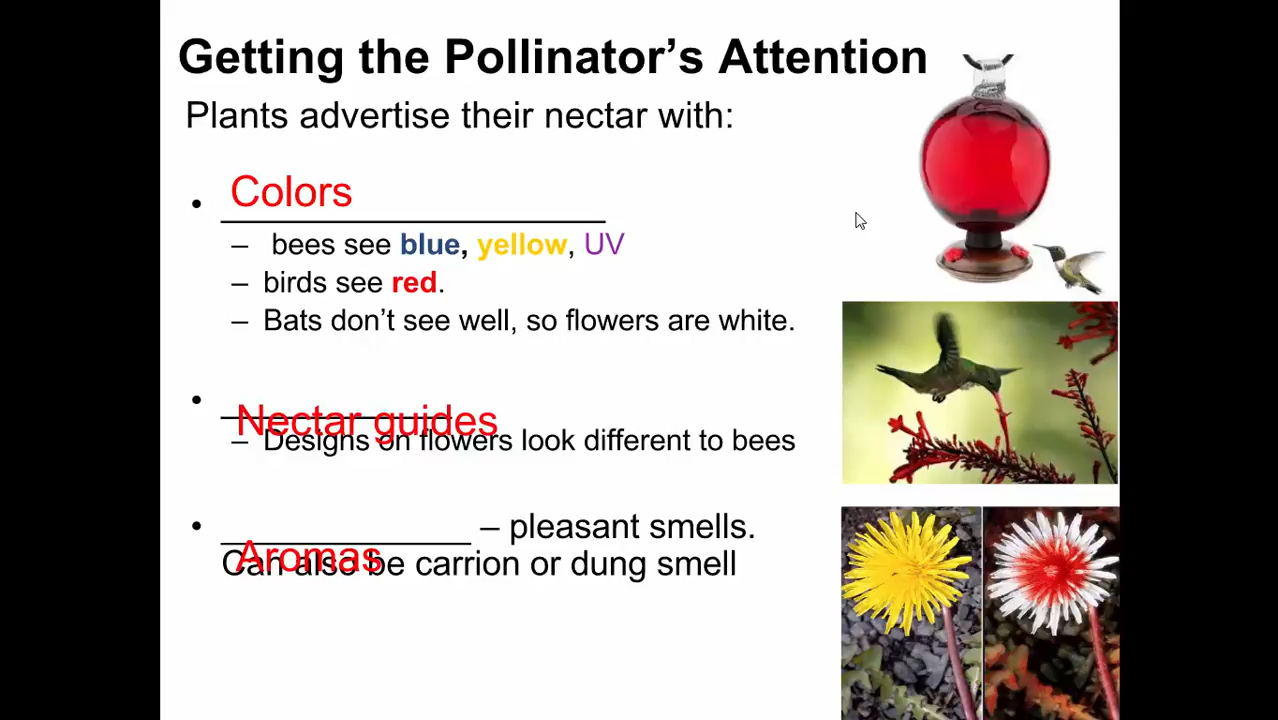 Getting the Pollinator’s Attention
Plants advertise their nectar with:
• Colors
– bees see blue, yellow, UV
– birds see red.
– Bats don’t see well, so flowers are white.
• Nectar guides
– Designs on flowers look different to bees
• Aromas – pleasant smells.
Can also be carrion or dung smell